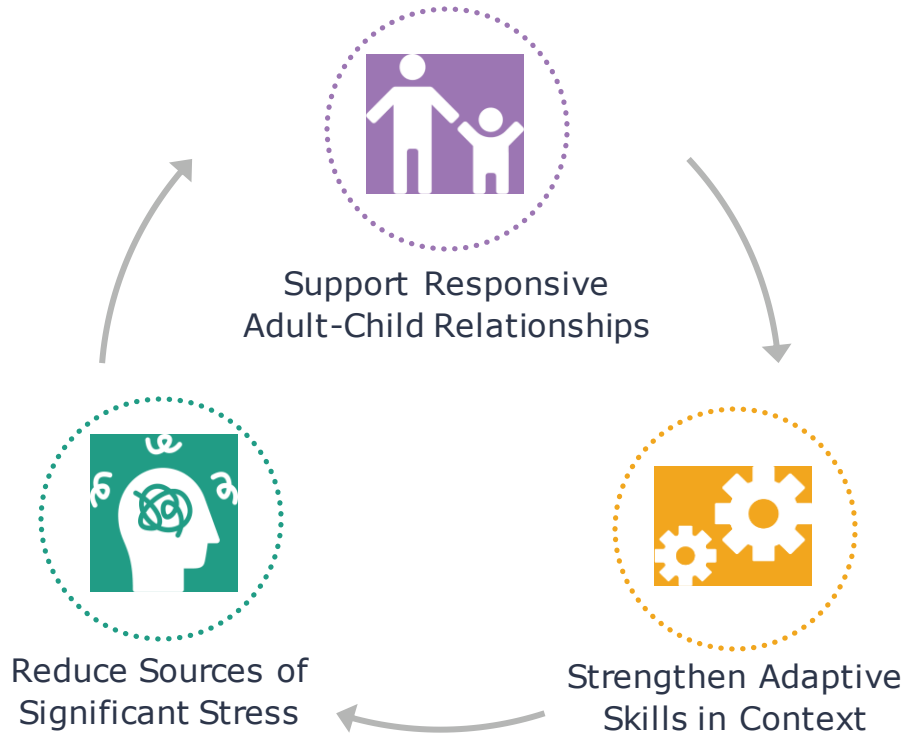 Support Responsive
Adult-Child Relationships
Reduce Sources of
Significant Stress
Strengthen Adaptive
Skills in Context